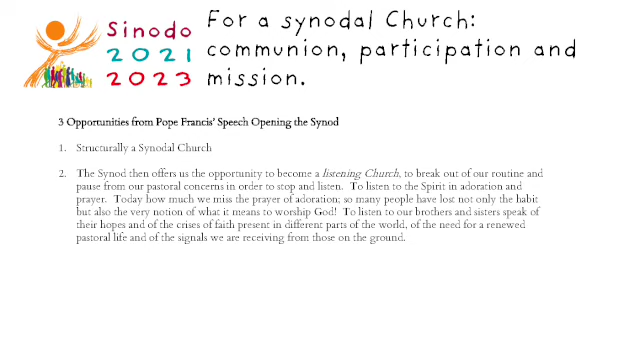 For a synodal Church:
Sinodo
communion, participation and
2021
2023
mission.
3 Opportunities from Pope Francis' Speech Opening the Synod
1. Structurally a Synodal Church
2. The Synod then offers us the opportunity to become a listening Church, to break out of our routine and
pause from our pastoral concerns in order to stop and listen. To listen to the Spirit in adoration and
prayer. Today how much we miss the prayer of adoration; so many people have lost not only the habit
but also the very notion of what it means to worship God! To listen to our brothers and sisters speak of
their hopes and of the crises of faith present in different parts of the world, of the need for a renewed
pastoral life and of the signals we are receiving from those on the ground.